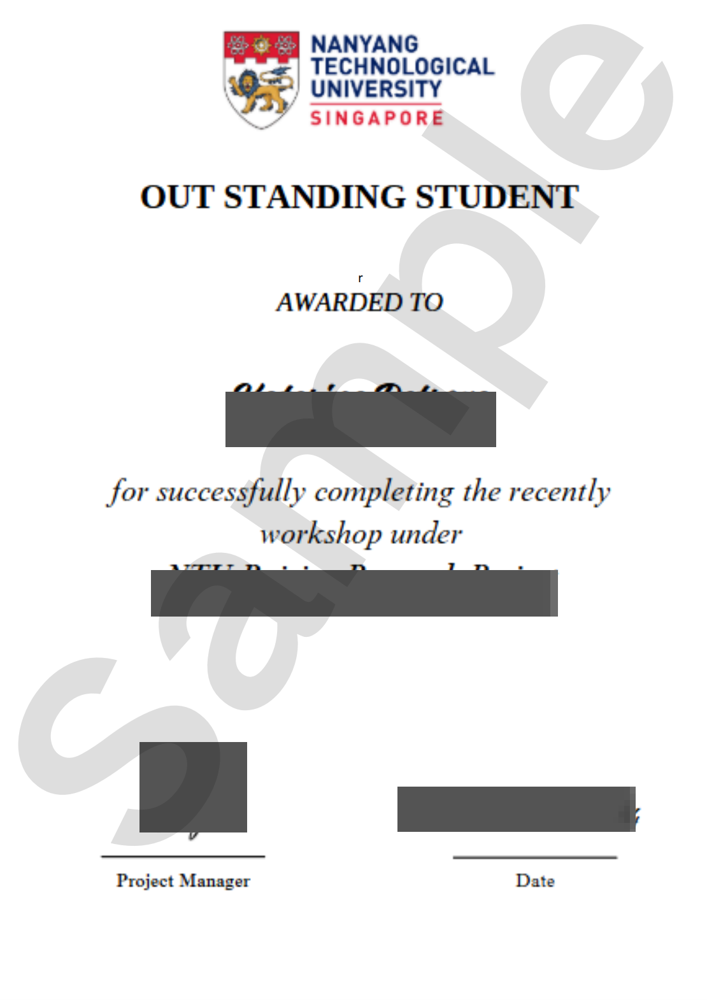 NANYANG
TECHNOLOGICAL
UNIVERSITY
SINGAPORE
OUT STANDING STUDENT
r
AWARDED TO
for successfully completing the recently
workshop under
Project Manager
Date
Sample